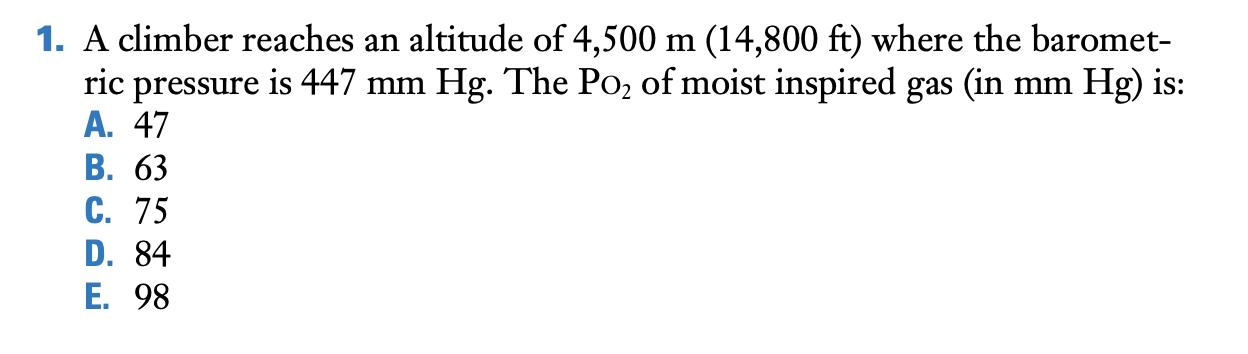 1. A climber reaches an altitude of 4,500 m (14,800 ft) where the baromet-
ric pressure is 447 mm Hg. The PO₂ of moist inspired gas (in mm Hg) is:
A. 47
B. 63
C. 75
D. 84
E. 98